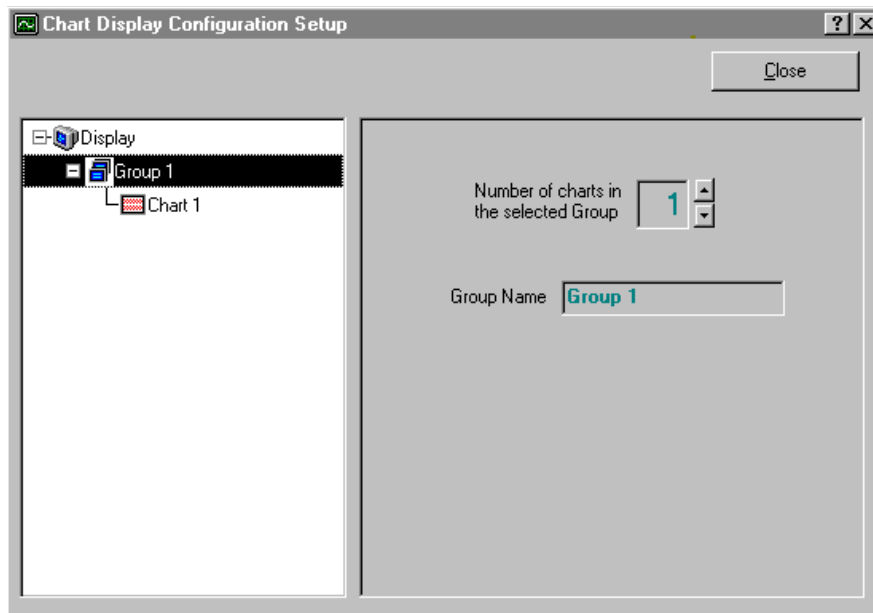 Chart Display Configuration Setup
Close
Display
Group 1
Chart 1
Number of charts in
the selected Group
1
Group Name
Group 1